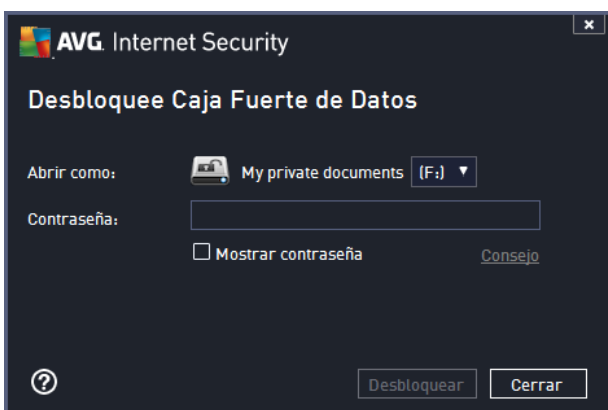 x
AVG. Internet Security
Desbloquee Caja Fuerte de Datos
Abrir como: My private documents (F:) ▼
Contraseña:
Mostrar contraseña Consejo
? Desbloquear Cerrar